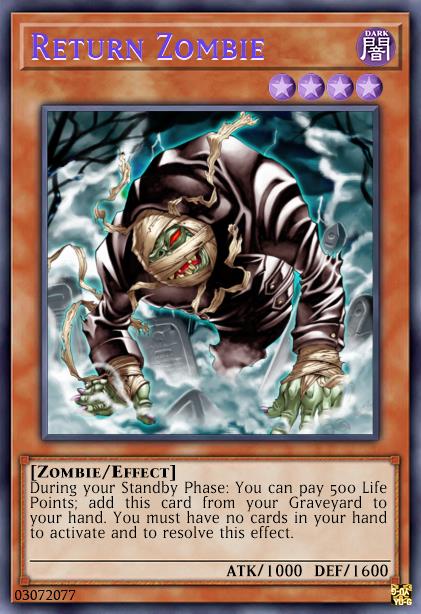 Return Zombie
DARK
闇
[Zombie/Effect]
During your Standby Phase: You can pay 500 Life
Points; add this card from your Graveyard to
your hand. You must have no cards in your hand
to activate and to resolve this effect.
ATK/1000 DEF/1600
03072077